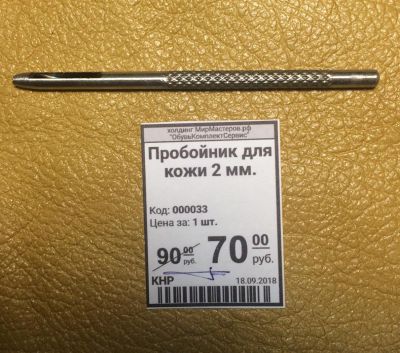 холдинг МирМастеров.рф
"ОбувьКомплектСервис"
Пробойник для
кожи 2 мм.
Код: 000033
Цена за: 1 шт.
90 00 руб. 70 00 руб.
КНР 18.09.2018